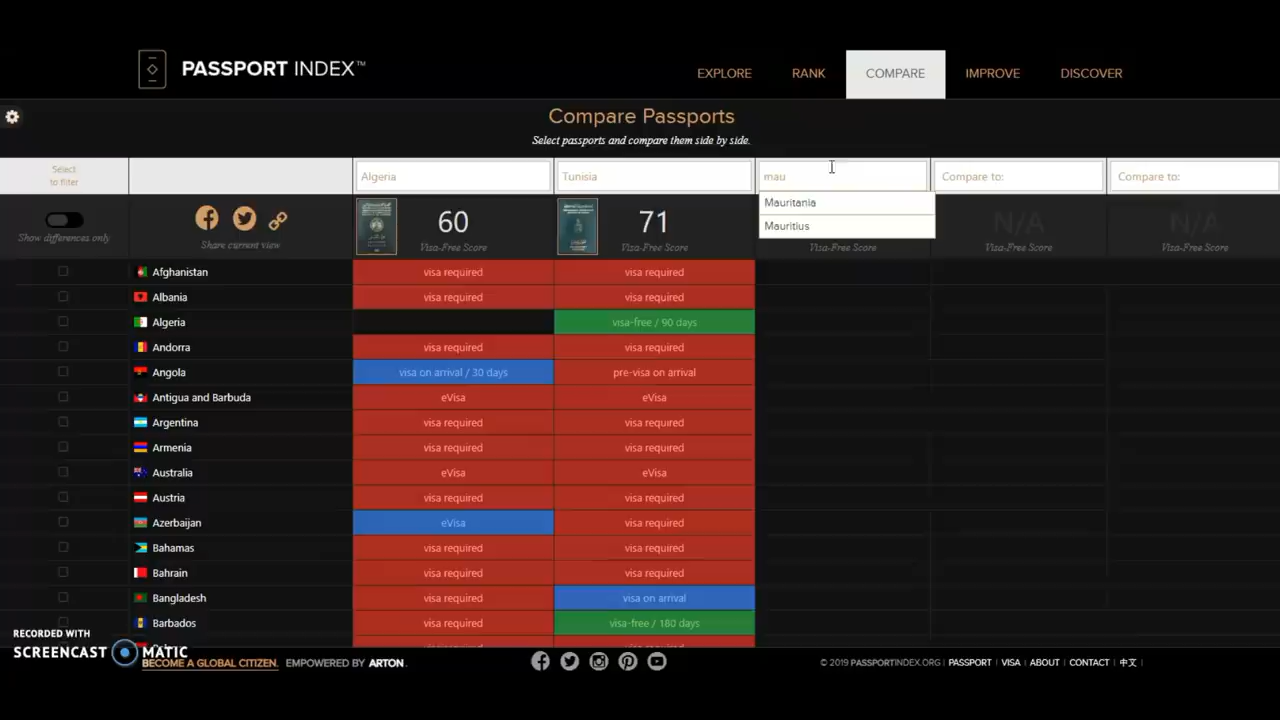 PASSPORT INDEX™
EXPLORE RANK COMPARE IMPROVE DISCOVER
Compare Passports
Select passports and compare them side by side.
Select
to filter
Algeria Tunisia mau Compare to: Compare to:
Mauritania
Mauritius
60 71 N/A N/A
Show differences only
Share current view Visa-Free Score Visa-Free Score Visa-Free Score Visa-Free Score Visa-Free Score
Afghanistan visa required visa required
Albania visa required visa required
Algeria visa-free / 90 days
Andorra visa required visa required
Angola visa on arrival / 30 days pre-visa on arrival
Antigua and Barbuda eVisa eVisa
Argentina visa required visa required
Armenia visa required visa required
Australia eVisa eVisa
Austria visa required visa required
Azerbaijan eVisa visa required
Bahamas visa required visa required
Bahrain visa required visa required
Bangladesh visa required visa on arrival
Barbados visa required visa-free / 180 days
RECORDED WITH
SCREENCAST MATIC
BECOME A GLOBAL CITIZEN. EMPOWERED BY ARTON.
© 2019 PASSPORTINDEX.ORG | PASSPORT | VISA | ABOUT | CONTACT | 中文 |